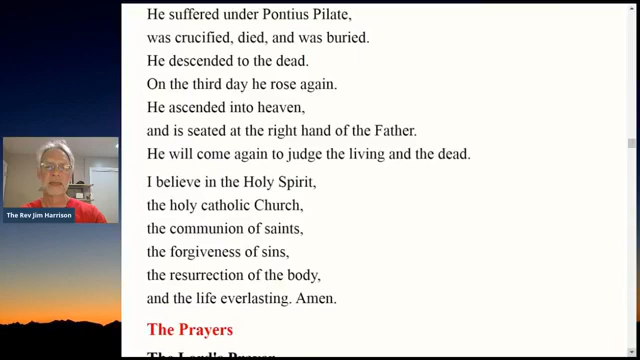 He suffered under Pontius Pilate,
was crucified, died, and was buried.
He descended to the dead.
On the third day he rose again.
He ascended into heaven,
and is seated at the right hand of the Father.
He will come again to judge the living and the dead.
I believe in the Holy Spirit,
the holy catholic Church,
the communion of saints,
the forgiveness of sins,
the resurrection of the body,
and the life everlasting. Amen.
The Prayers
The Lord's Prayer
The Rev Jim Harrison